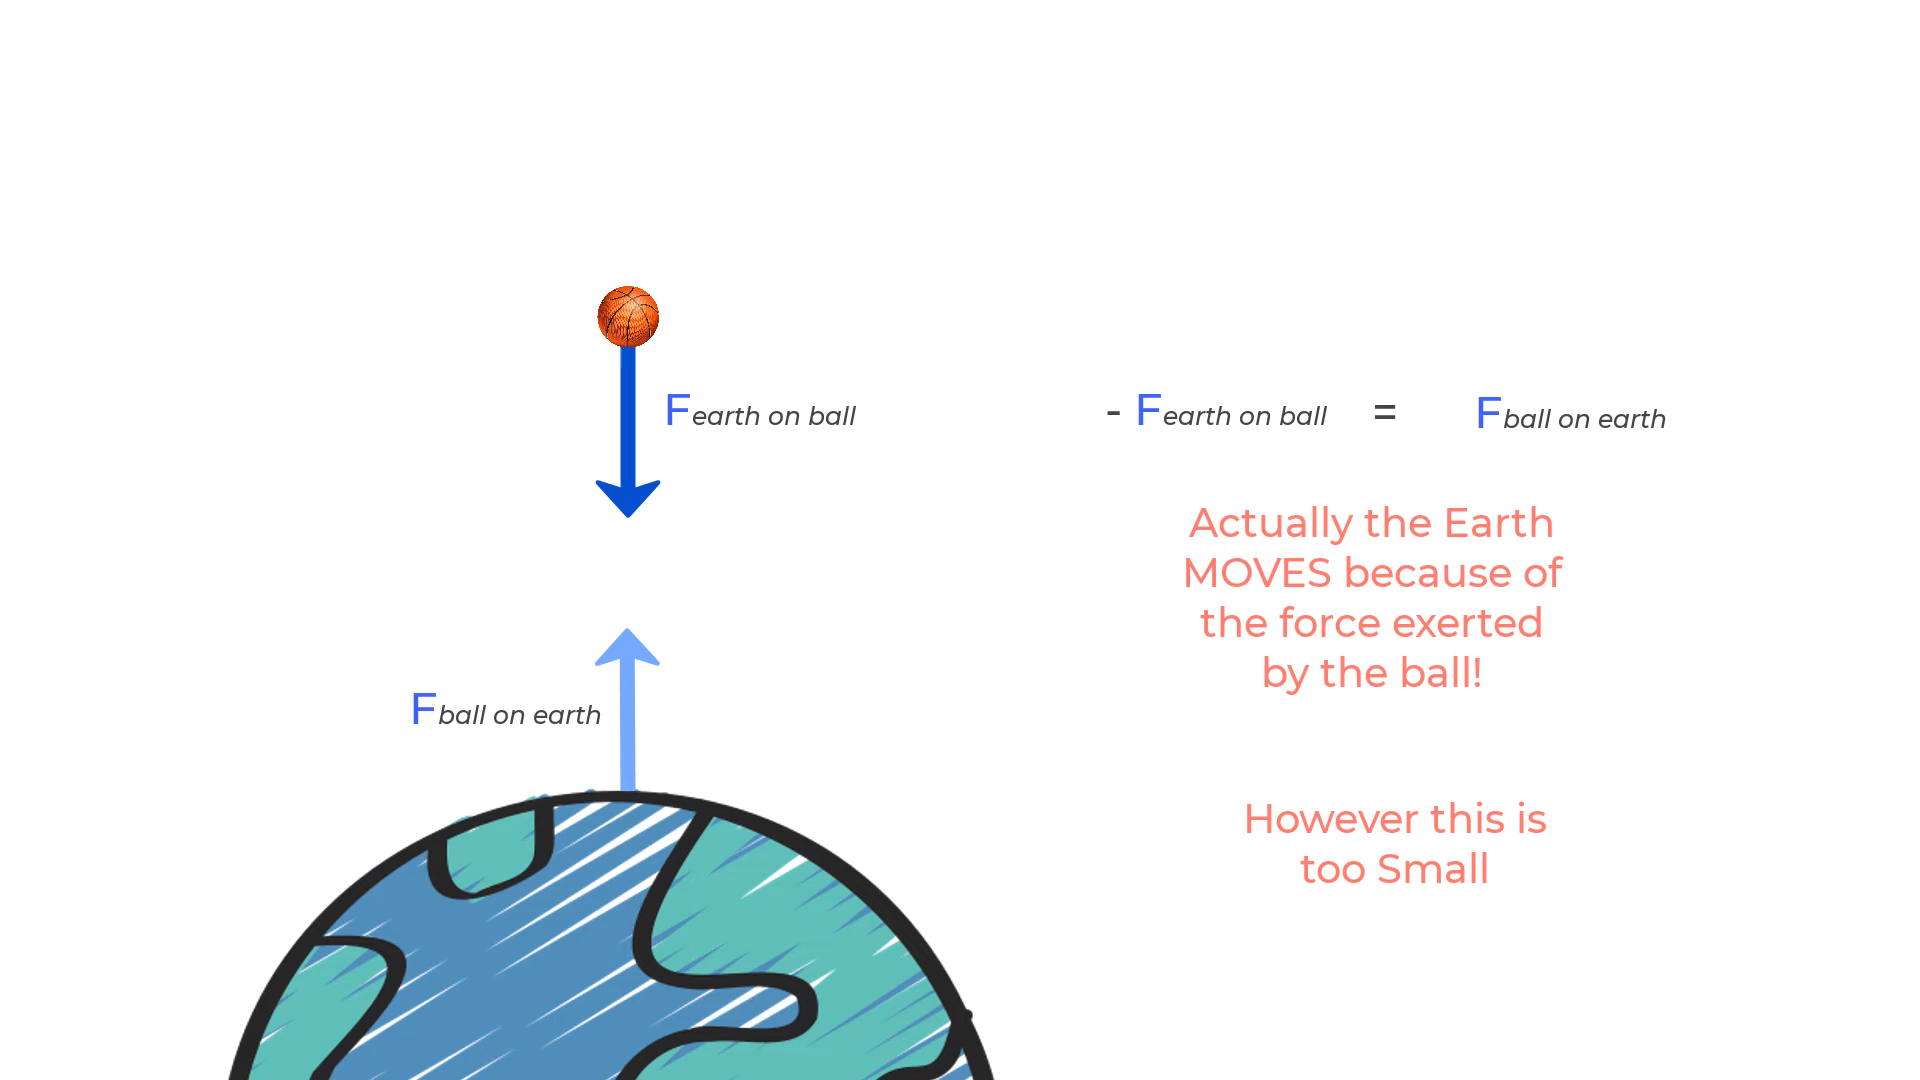 Fearth on ball
- Fearth on ball = Fball on earth
Actually the Earth
MOVES because of
the force exerted
by the ball!
Fball on earth
However this is
too Small